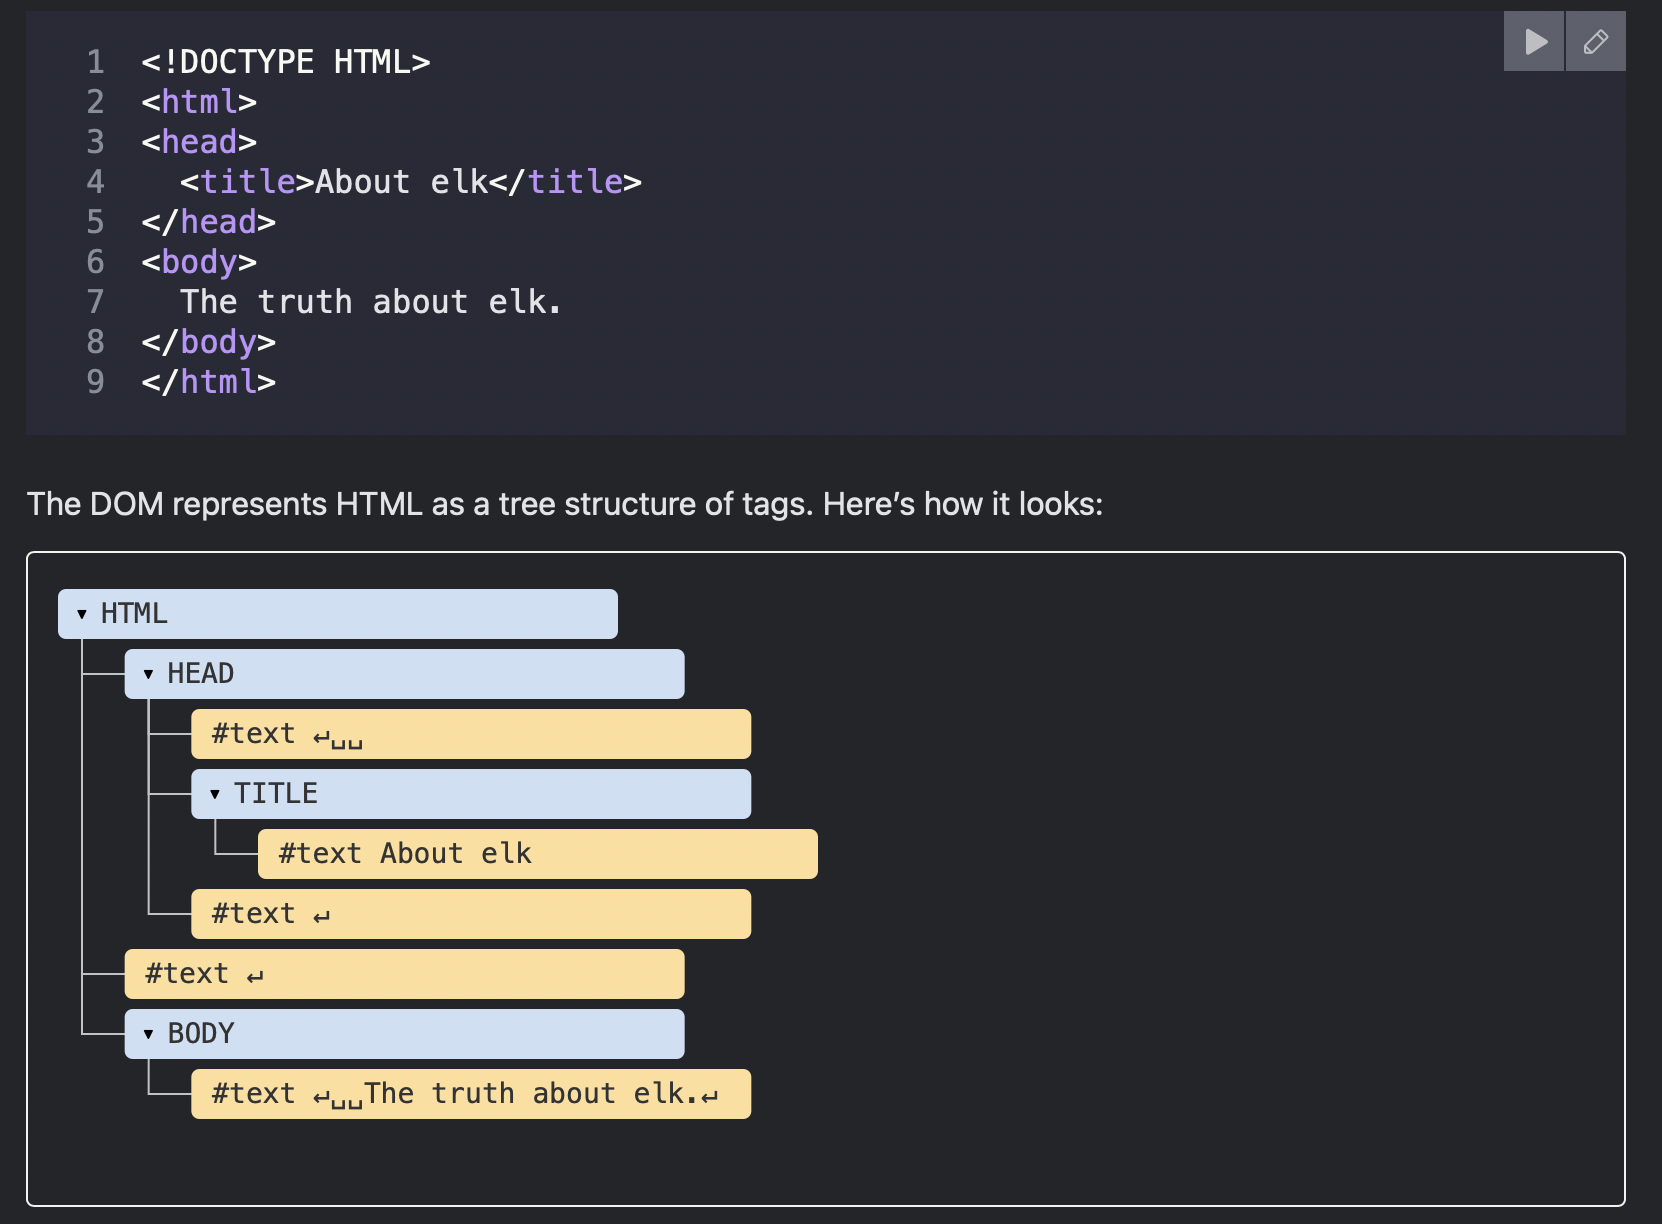 1 <!DOCTYPE HTML>
2 <html>
3 <head>
4   <title>About elk</title>
5 </head>
6 <body>
7   The truth about elk.
8 </body>
9 </html>
The DOM represents HTML as a tree structure of tags. Here’s how it looks:
▾ HTML
▾ HEAD
#text ↵␣␣
▾ TITLE
#text About elk
#text ↵
#text ↵
▾ BODY
#text ↵␣␣The truth about elk.↵